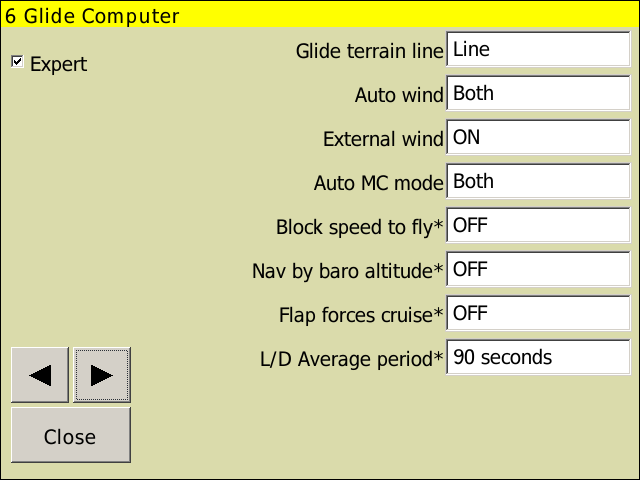 6 Glide Computer
Expert
Glide terrain line Line
Auto wind Both
External wind ON
Auto MC mode Both
Block speed to fly* OFF
Nav by baro altitude* OFF
Flap forces cruise* OFF
L/D Average period* 90 seconds
Close